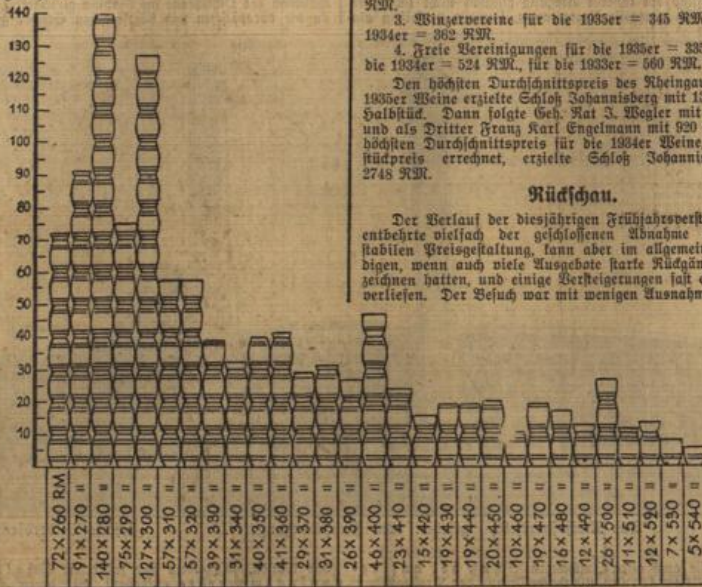 RM.
3. Winzervereine für die 1935er = 345 RM
1934er = 362 RM.
4. Freie Vereinigungen für die 1935er = 335
die 1934er = 524 RM., für die 1933er = 560 RM.
Den höchsten Durchschnittspreis des Rheingau
1935er Weine erzielte Schloß Johannisberg mit 13
Halbstück. Dann folgte Geh. Rat J. Wegler mit
und als Dritter Franz Karl Engelmann mit 920
höchsten Durchschnittspreis für die 1934er Weine
stückpreis errechnet, erzielte Schloß Johannis
2748 RM.
Rückschau.
Der Verlauf der diesjährigen Frühjahrsverst
entbehrte vielfach der geschlossenen Abnahme
stabilen Preisgestaltung, kann aber im allgemei
digen, wenn auch viele Ausgebote starke Rückgän
zeichnen hatten, und einige Versteigerungen fast
verliefen. Der Besuch war mit wenigen Ausnahm
140
130
120
110
100
90
80
70
60
50
40
30
20
10
72×260 RM
91×270 "
140×280 "
75×290 "
127×300 "
57×310 "
57×320 "
39×330 "
31×340 "
40×350 "
41×360 "
29×370 "
31×380 "
26×390 "
46×400 "
23×410 "
15×420 "
19×430 "
19×440 "
20×450 "
10×460 "
19×470 "
16×480 "
12×490 "
26×500 "
11×510 "
12×520 "
7×530 "
5×540 "